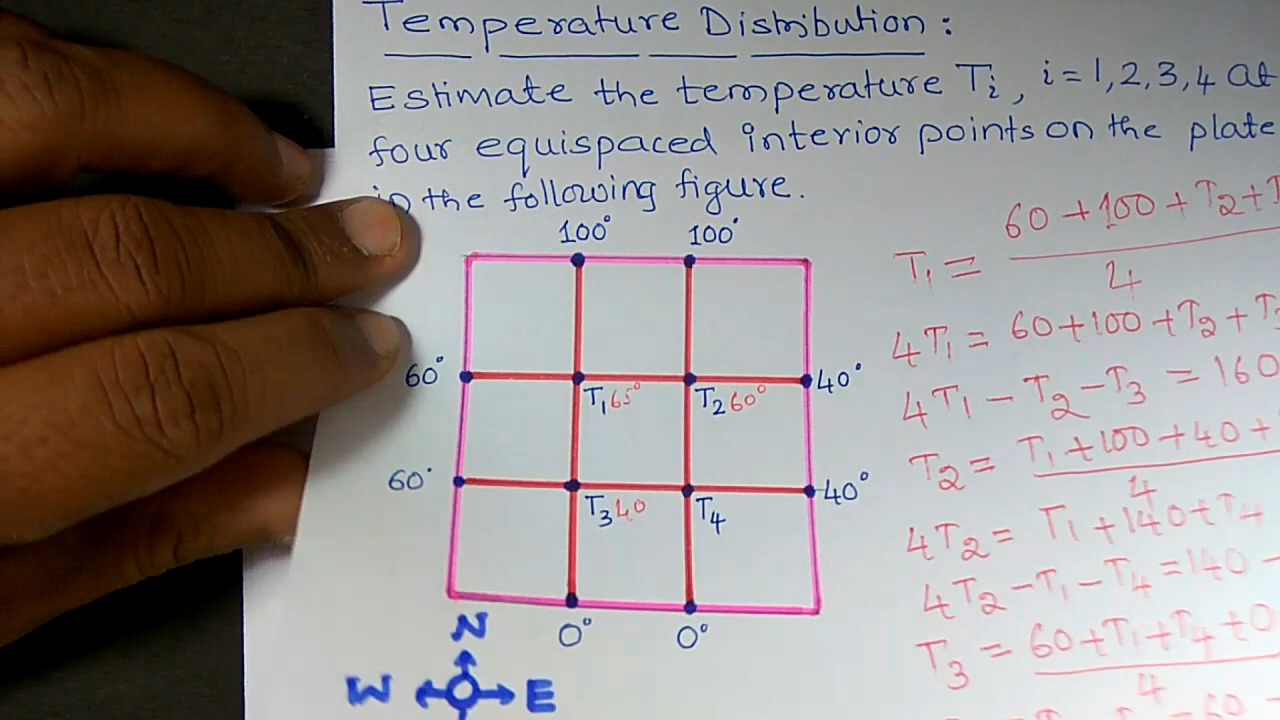 Temperature Distribution:
Estimate the temperature Ti, i=1,2,3,4 at
four equispaced interior points on the plate
in the following figure.
100° 100°
60° T1 65° T2 60° 40°
60° T3 40 T4 40°
0° 0°
N
W E
T1 = 60+100+T2+T
4
4T1 = 60+100+T2+T3
4T1-T2-T3 = 160
T2 = T1+100+40+
4
4T2 = T1+140+T4
4T2-T1-T4=140-
T3 = 60+T1+T4+0
4